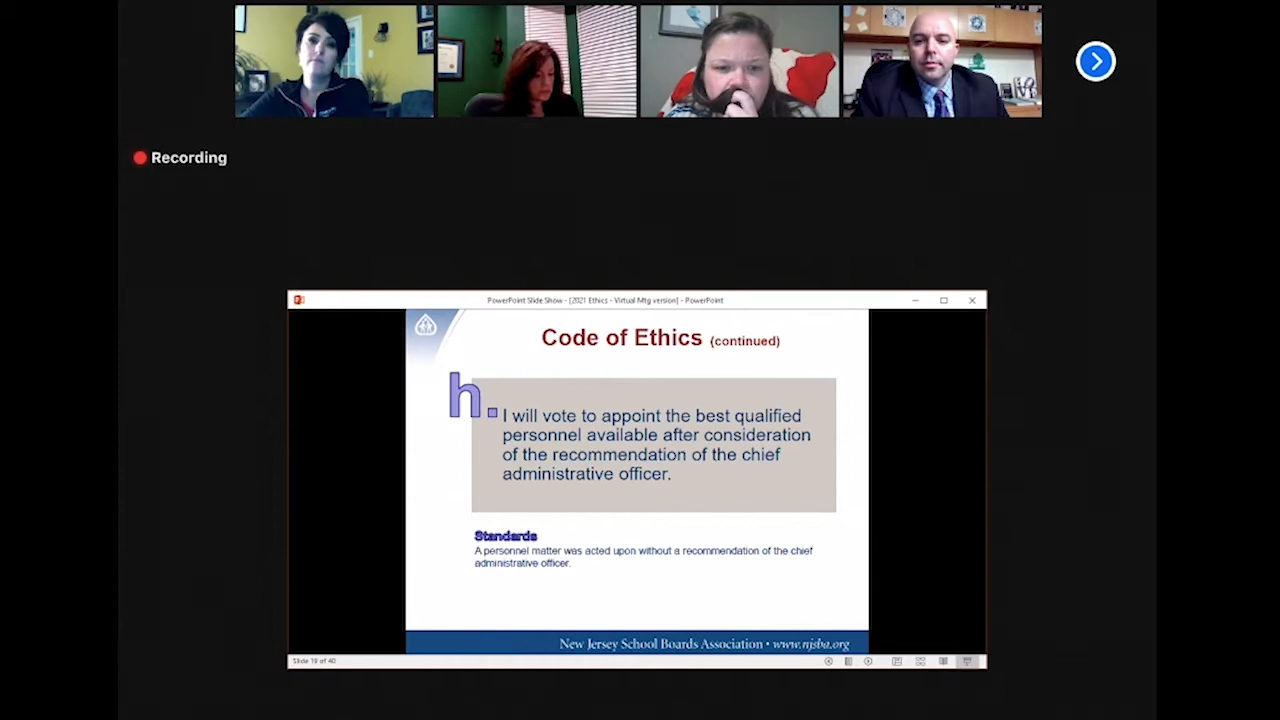 Recording
PowerPoint Slide Show - [2021 Ethics - Virtual Mtg version] - PowerPoint
Code of Ethics (continued)
h.
I will vote to appoint the best qualified
personnel available after consideration
of the recommendation of the chief
administrative officer.
Standards
A personnel matter was acted upon without a recommendation of the chief
administrative officer.
New Jersey School Boards Association • www.njsba.org
Slide 19 of 40